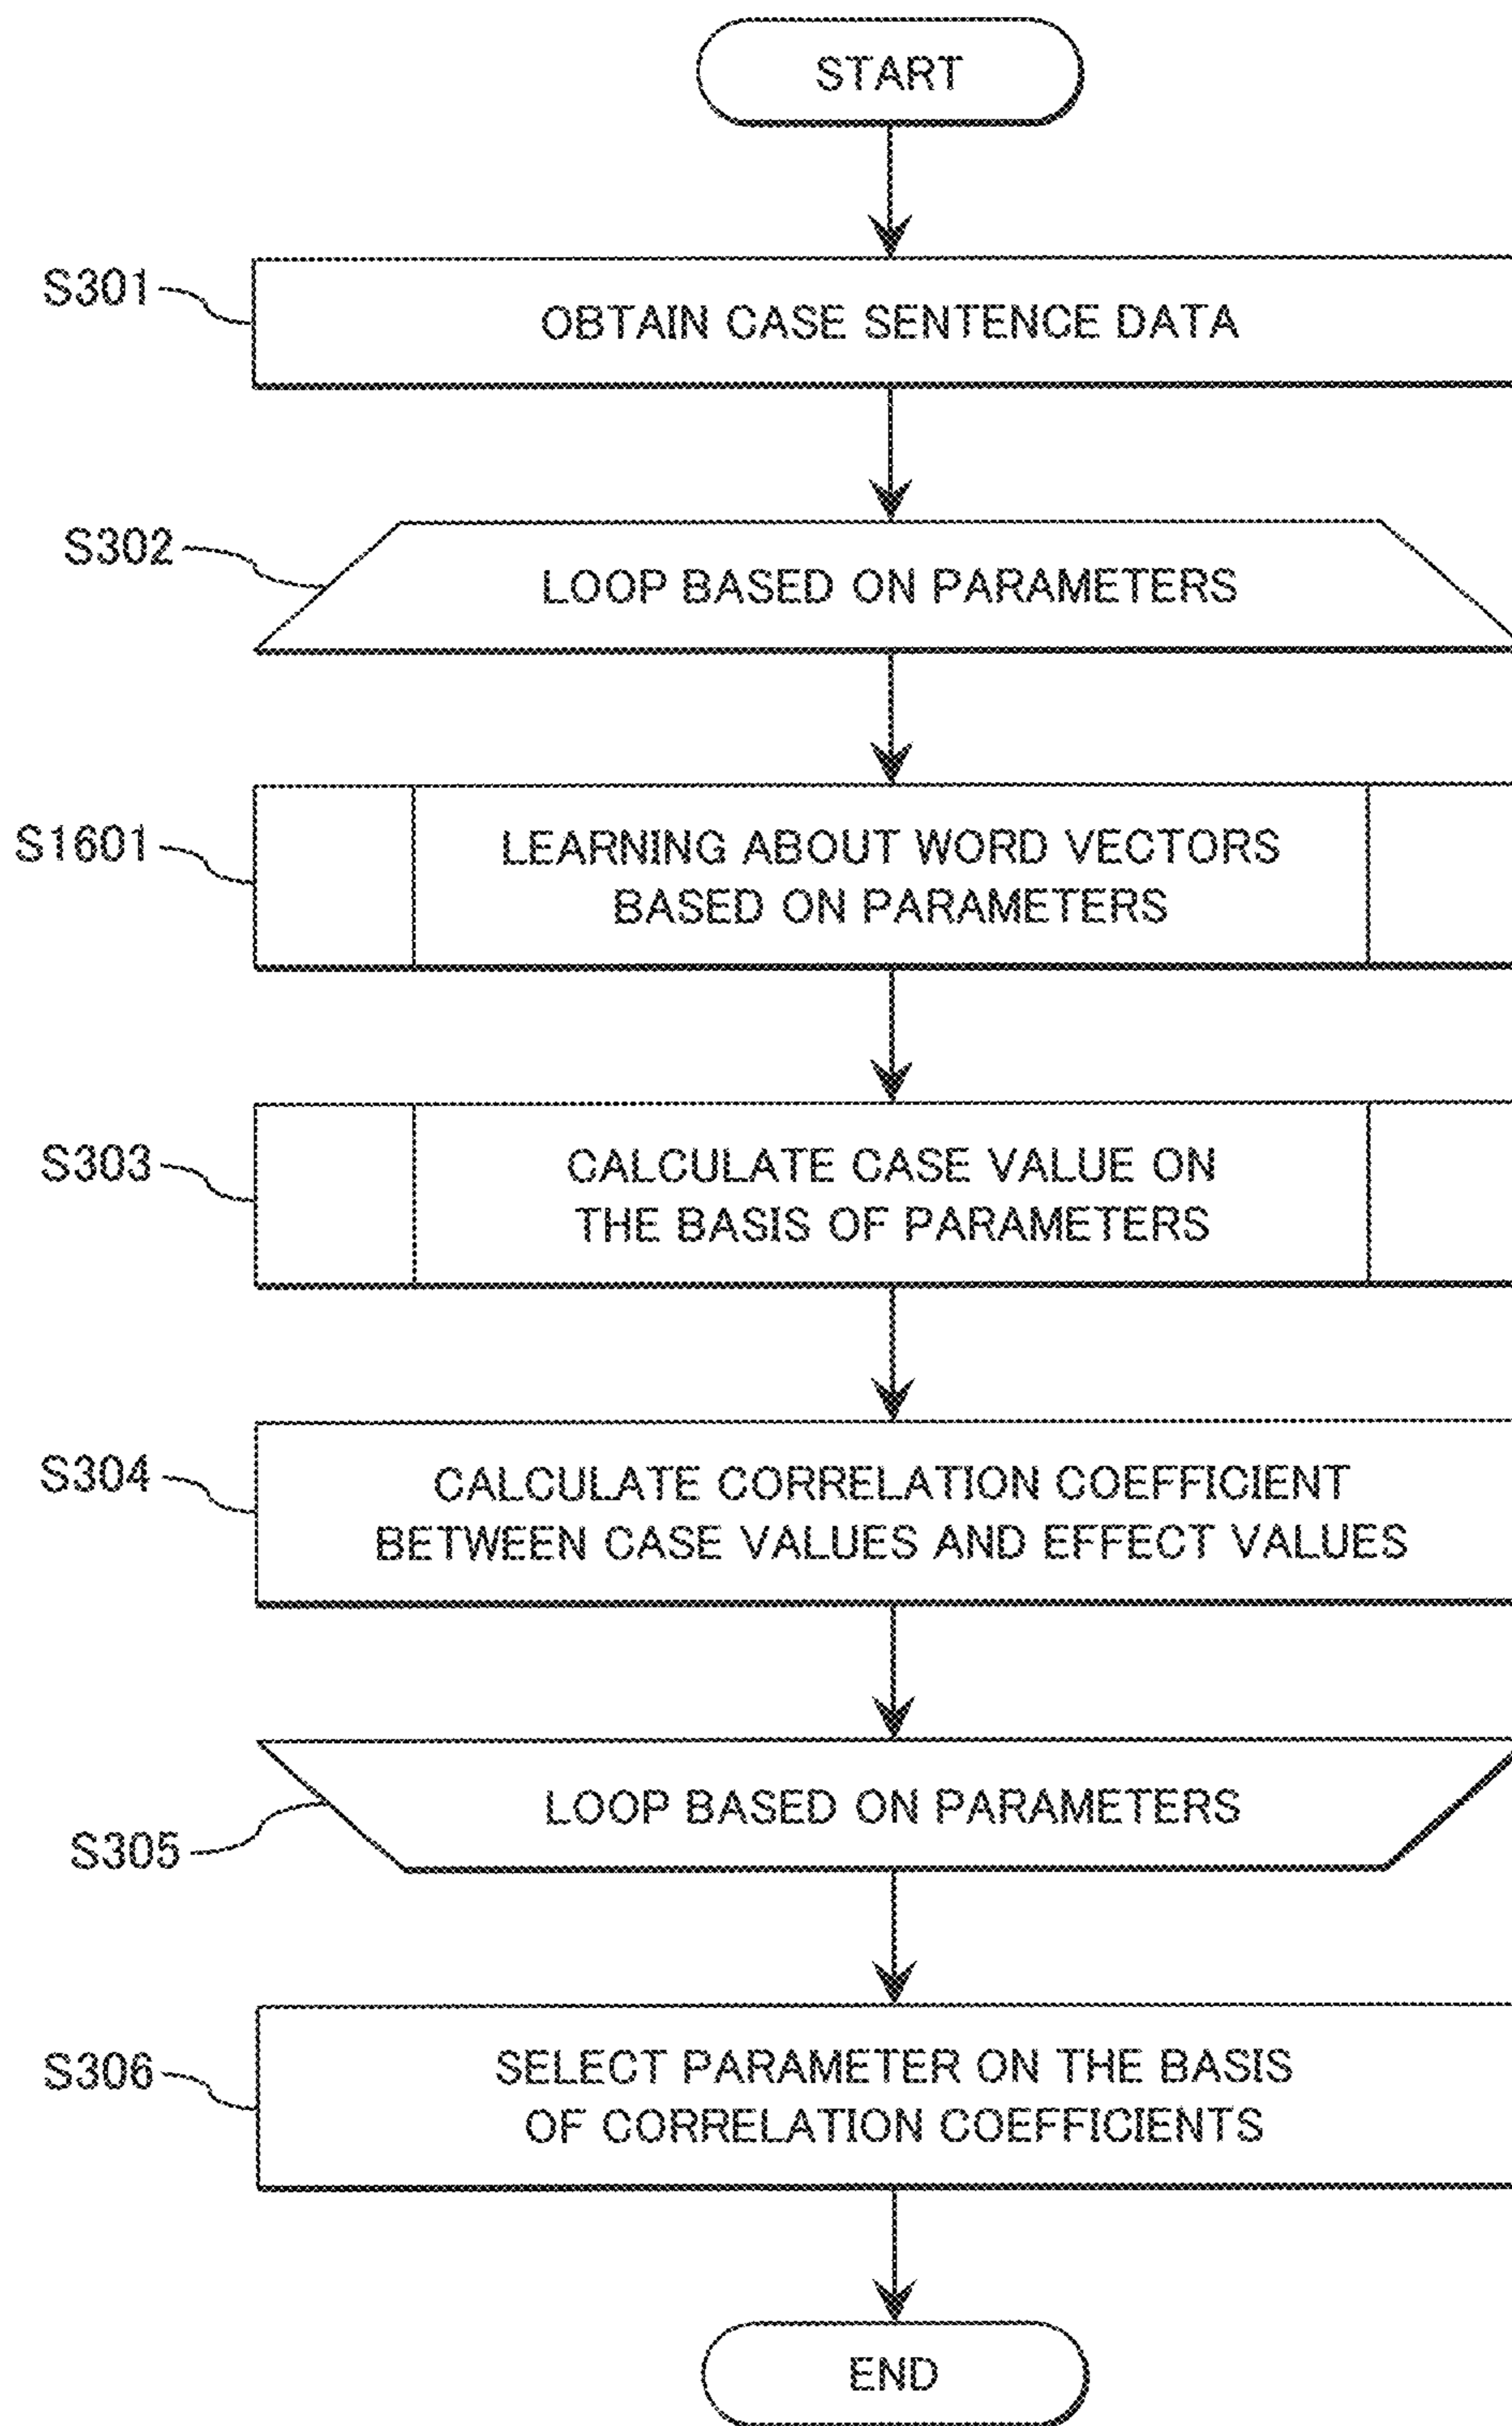 START
S301
OBTAIN CASE SENTENCE DATA
S302
LOOP BASED ON PARAMETERS
S1601
LEARNING ABOUT WORD VECTORS
BASED ON PARAMETERS
S303
CALCULATE CASE VALUE ON
THE BASIS OF PARAMETERS
S304
CALCULATE CORRELATION COEFFICIENT
BETWEEN CASE VALUES AND EFFECT VALUES
LOOP BASED ON PARAMETERS
S305
S306
SELECT PARAMETER ON THE BASIS
OF CORRELATION COEFFICIENTS
END